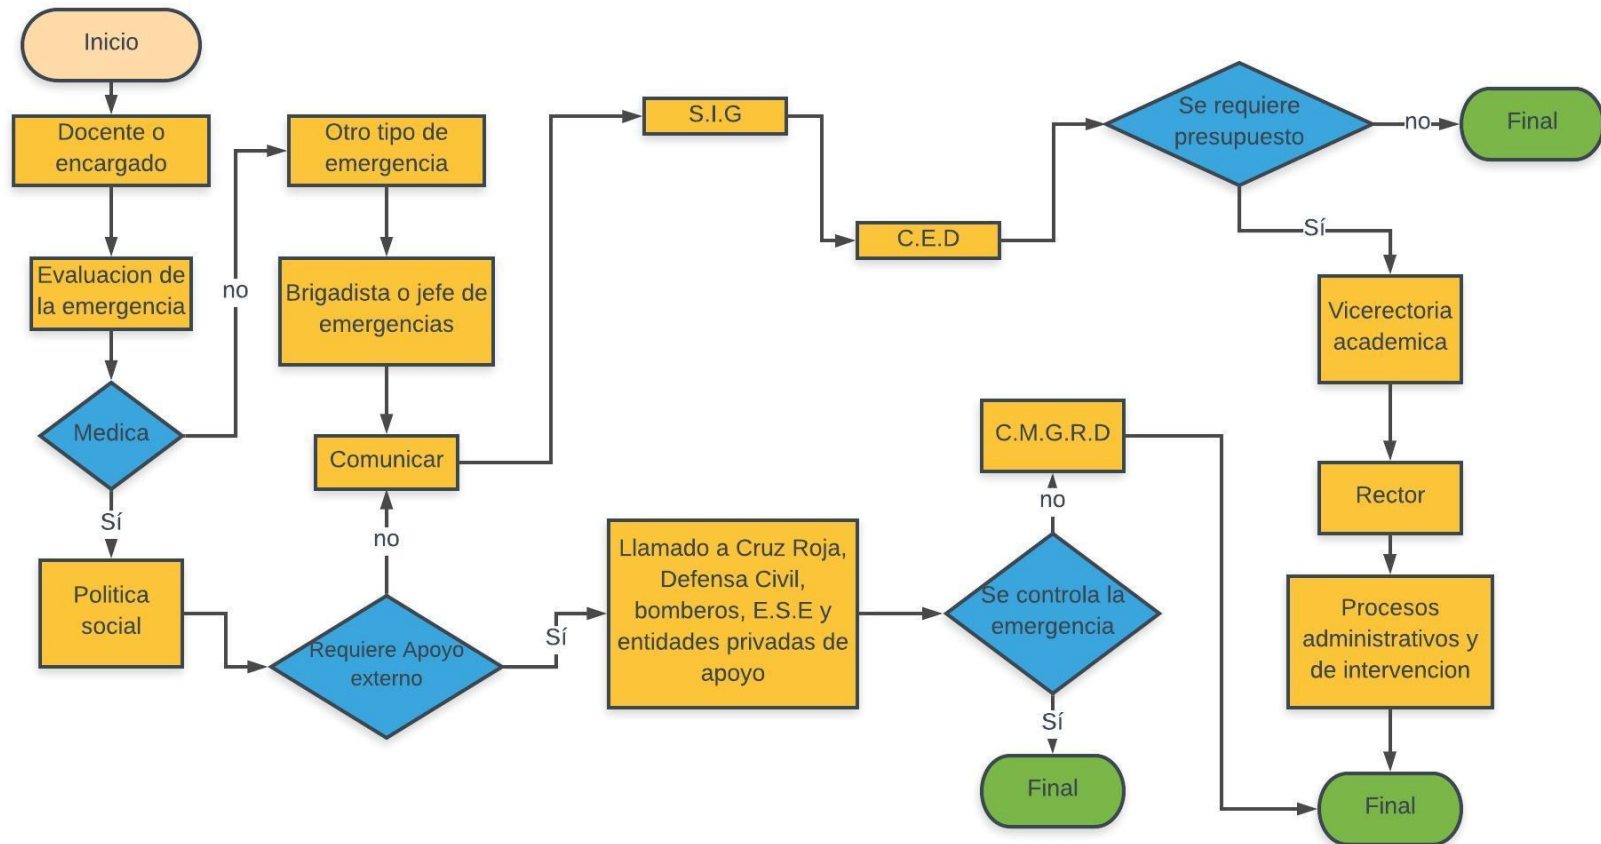 Inicio
Docente o
encargado
Evaluacion de
la emergencia
Medica
no
Sí
Politica
social
Otro tipo de
emergencia
Brigadista o jefe de
emergencias
Comunicar
no
Requiere Apoyo
externo
Sí
Llamado a Cruz Roja,
Defensa Civil,
bomberos, E.S.E y
entidades privadas de
apoyo
Se controla la
emergencia
no
C.M.G.R.D
Sí
Final
S.I.G
C.E.D
Se requiere
presupuesto
no
Final
Sí
Vicerectoria
academica
Rector
Procesos
administrativos y
de intervencion
Final